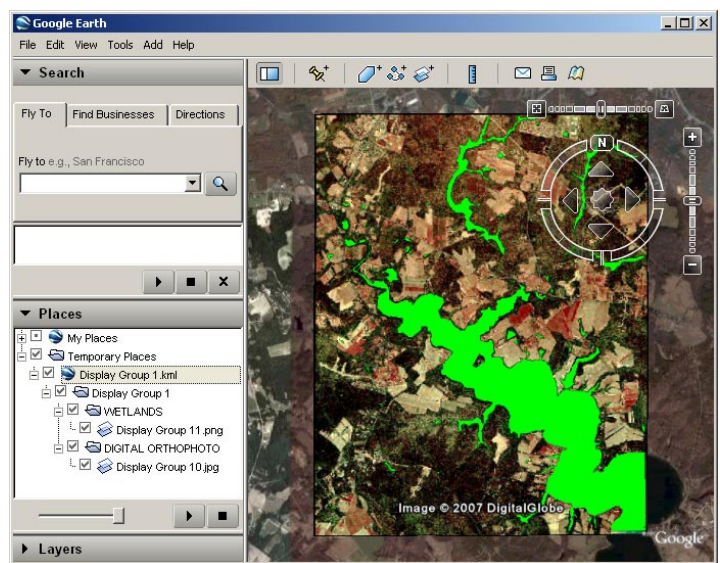 Google Earth
File Edit View Tools Add Help
Search
Fly To Find Businesses Directions
Fly to e.g., San Francisco
Places
My Places
Temporary Places
Display Group 1.kml
Display Group 1
WETLANDS
Display Group 11.png
DIGITAL ORTHOPHOTO
Display Group 10.jpg
Layers
N
Image © 2007 DigitalGlobe
Google